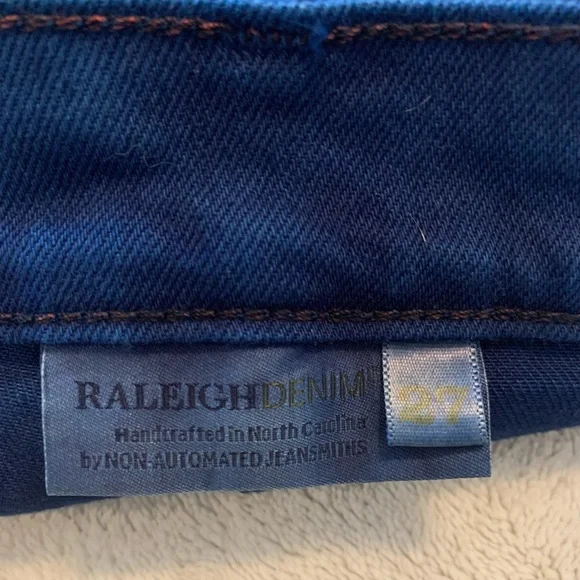 RALEIGHDENIM
Handcrafted in North Carolina
by NON-AUTOMATED JEANSMITHS
27